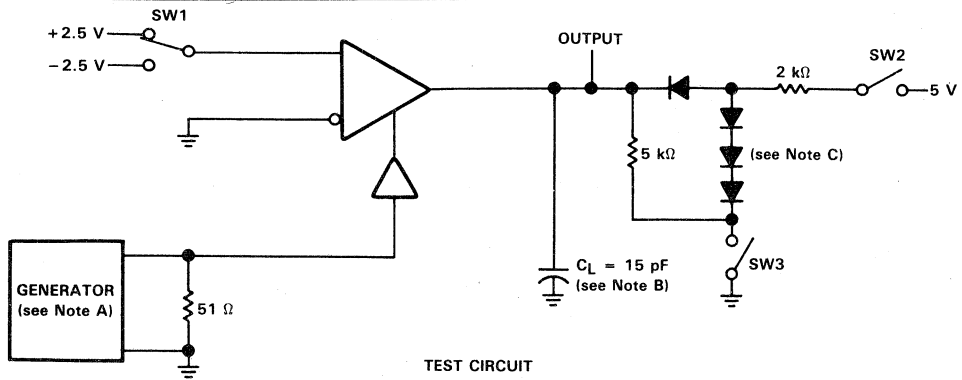 SW1
+2.5 V
−2.5 V
OUTPUT
SW2
2 kΩ
5 V
5 kΩ
(see Note C)
SW3
CL = 15 pF
(see Note B)
GENERATOR
(see Note A)
51 Ω
TEST CIRCUIT